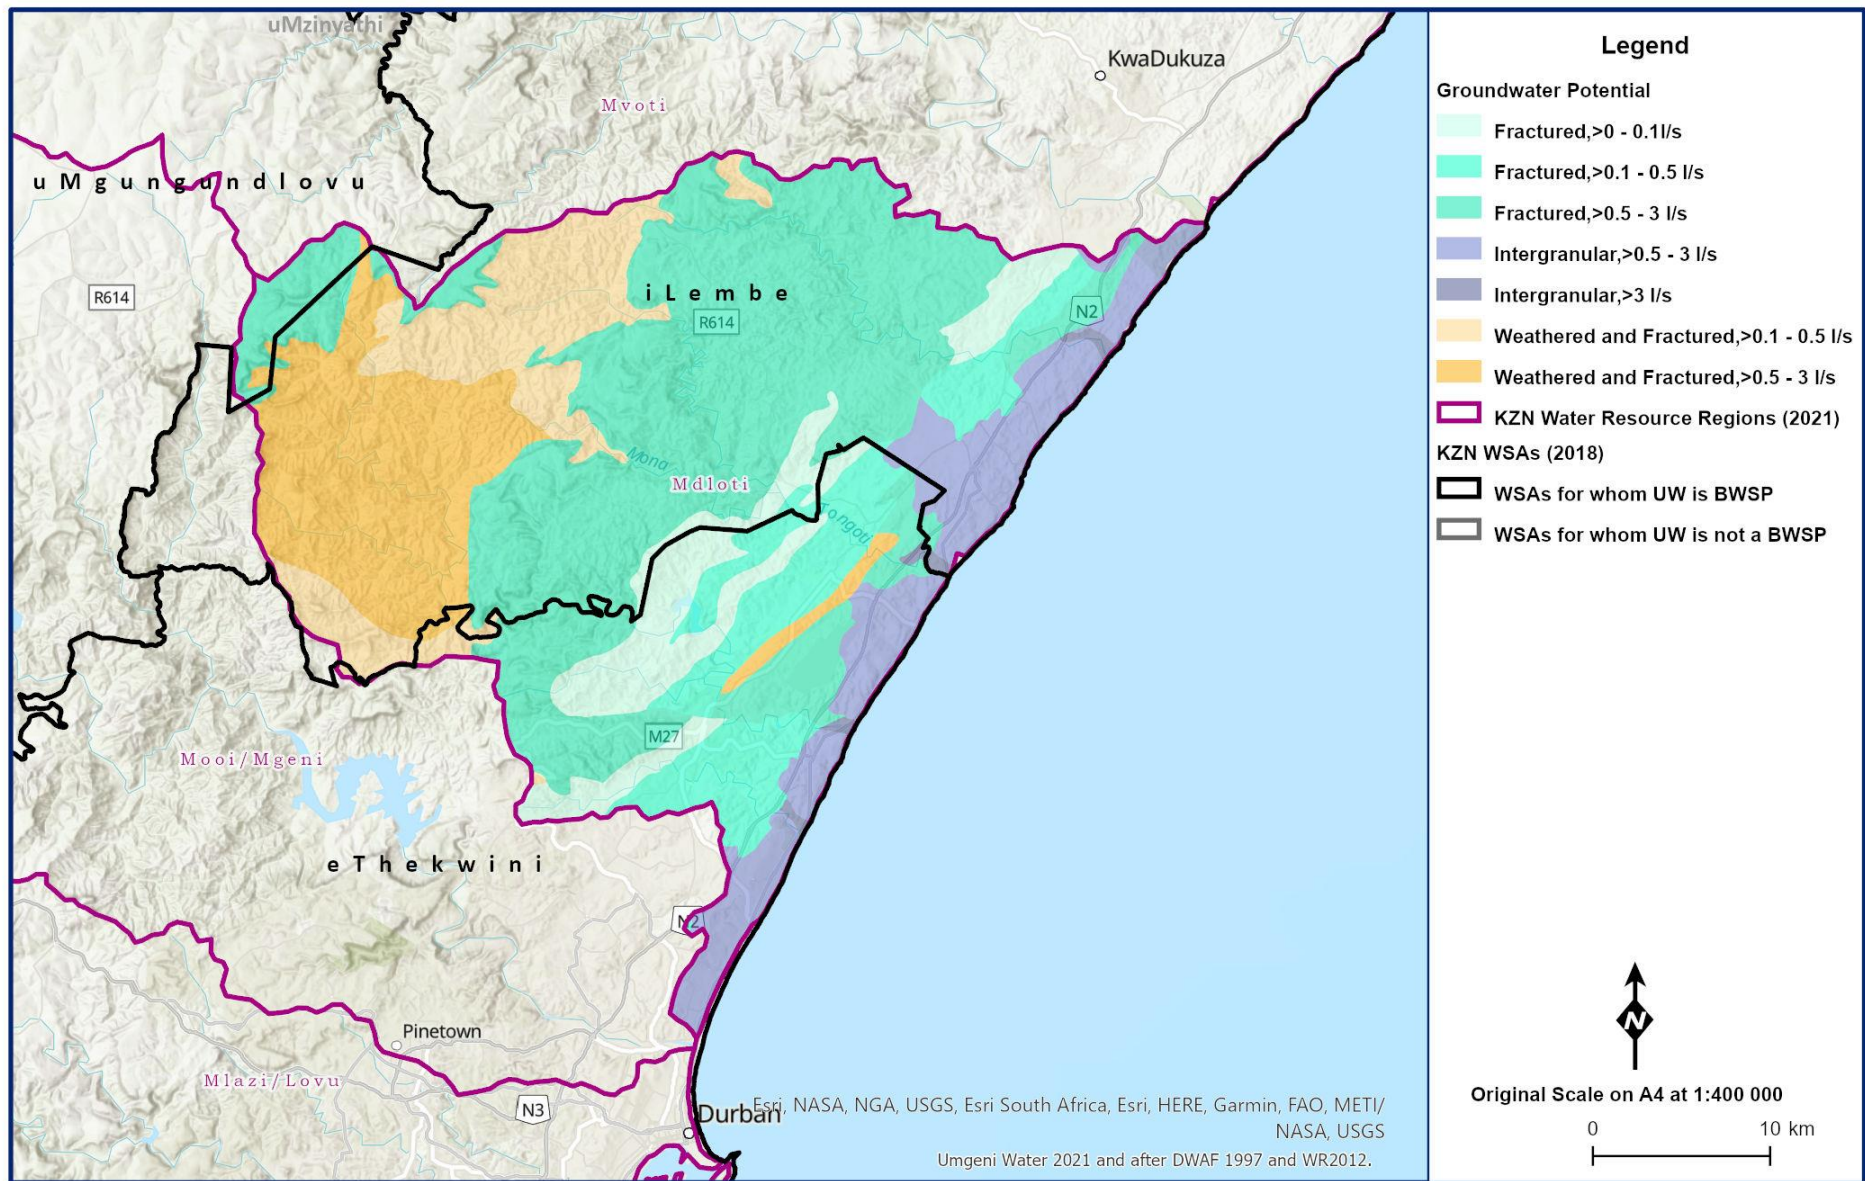 uMzinyathi
KwaDukuza
Mvoti
uMgungundlovu
R614
iLembe
R614
N2
Mona
Mdloti
Tongoti
M27
Mooi/Mgeni
eThekwini
N2
Pinetown
Mlazi/Lovu
N3
Durban
Esri, NASA, NGA, USGS, Esri South Africa, Esri, HERE, Garmin, FAO, METI/
NASA, USGS
Umgeni Water 2021 and after DWAF 1997 and WR2012.
Legend
Groundwater Potential
Fractured,>0 - 0.1l/s
Fractured,>0.1 - 0.5 l/s
Fractured,>0.5 - 3 l/s
Intergranular,>0.5 - 3 l/s
Intergranular,>3 l/s
Weathered and Fractured,>0.1 - 0.5 l/s
Weathered and Fractured,>0.5 - 3 l/s
KZN Water Resource Regions (2021)
KZN WSAs (2018)
WSAs for whom UW is BWSP
WSAs for whom UW is not a BWSP
N
Original Scale on A4 at 1:400 000
0 10 km